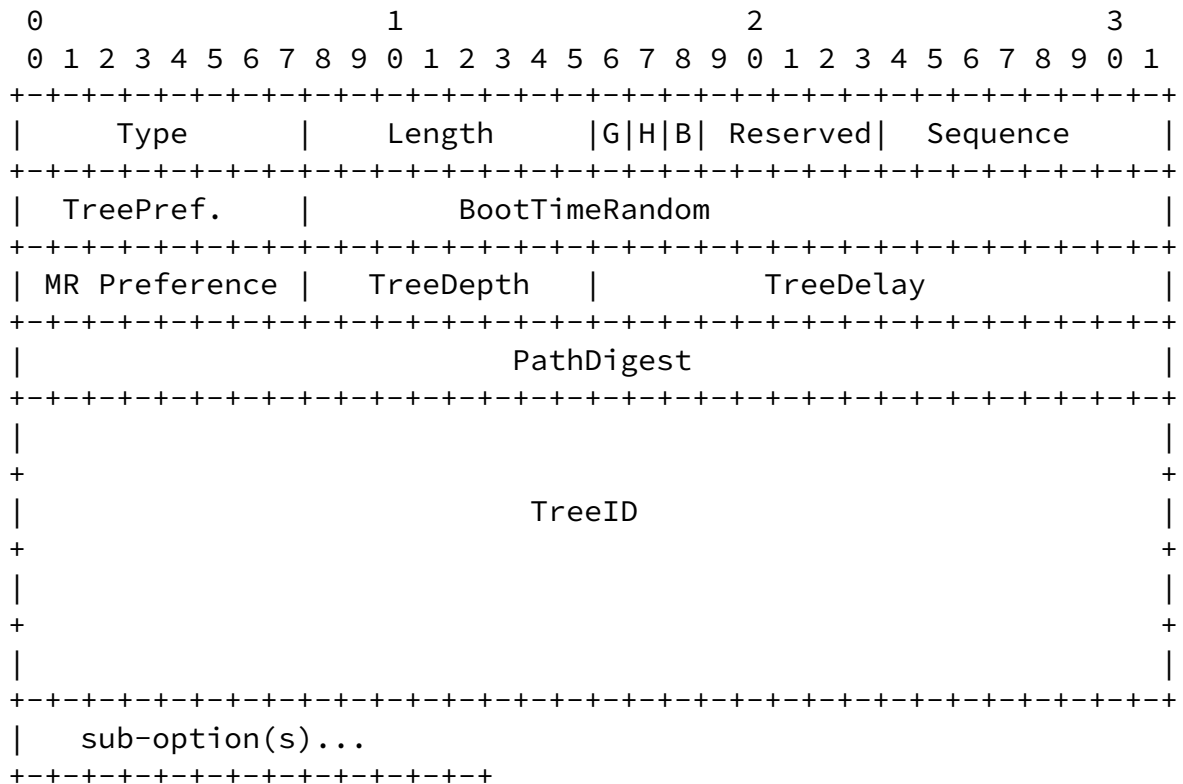 0                   1                   2                   3
 0 1 2 3 4 5 6 7 8 9 0 1 2 3 4 5 6 7 8 9 0 1 2 3 4 5 6 7 8 9 0 1
+-+-+-+-+-+-+-+-+-+-+-+-+-+-+-+-+-+-+-+-+-+-+-+-+-+-+-+-+-+-+-+-+
|     Type      |    Length     |G|H|B| Reserved|  Sequence     |
+-+-+-+-+-+-+-+-+-+-+-+-+-+-+-+-+-+-+-+-+-+-+-+-+-+-+-+-+-+-+-+-+
|  TreePref.    |        BootTimeRandom                         |
+-+-+-+-+-+-+-+-+-+-+-+-+-+-+-+-+-+-+-+-+-+-+-+-+-+-+-+-+-+-+-+-+
| MR Preference |   TreeDepth   |         TreeDelay             |
+-+-+-+-+-+-+-+-+-+-+-+-+-+-+-+-+-+-+-+-+-+-+-+-+-+-+-+-+-+-+-+-+
|                           PathDigest                          |
+-+-+-+-+-+-+-+-+-+-+-+-+-+-+-+-+-+-+-+-+-+-+-+-+-+-+-+-+-+-+-+-+
|                                                               |
+                                                               +
|                            TreeID                             |
+                                                               +
|                                                               |
+                                                               +
|                                                               |
+-+-+-+-+-+-+-+-+-+-+-+-+-+-+-+-+-+-+-+-+-+-+-+-+-+-+-+-+-+-+-+-+
|   sub-option(s)...
+-+-+-+-+-+-+-+-+-+-+-+-+-+